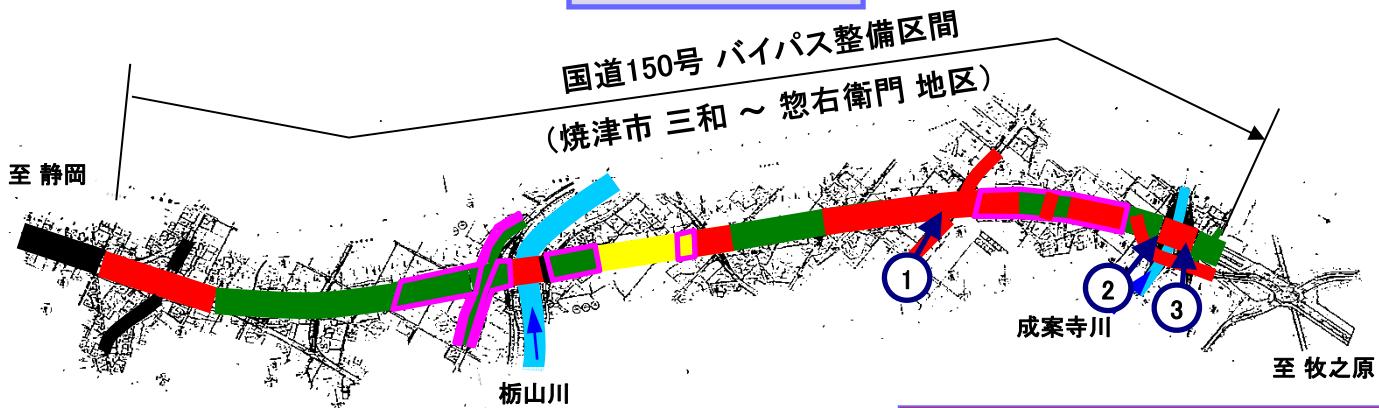 国道150号 バイパス整備区間
(焼津市 三和 ~ 惣右衛門 地区)
至 静岡
①
②
③
成案寺川
至 牧之原
栃山川